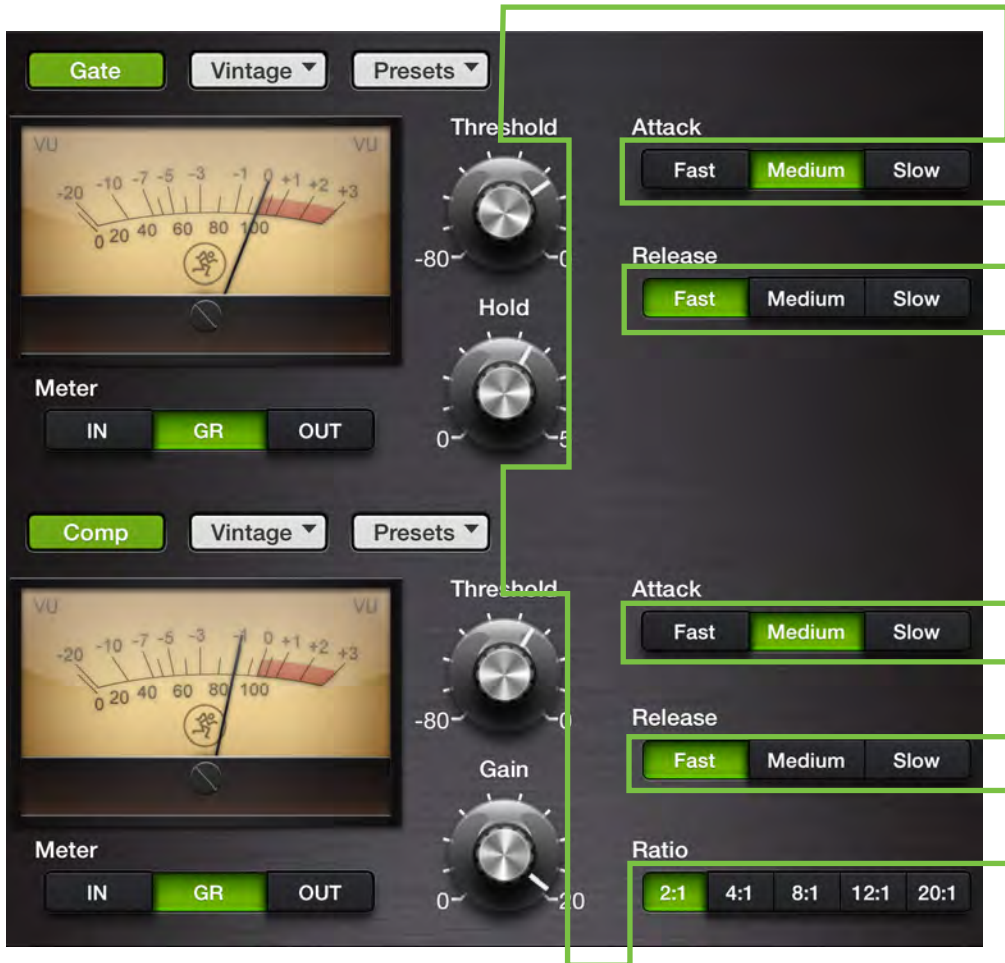 Gate Vintage Presets
Threshold
-80 0
Hold
0 5
Attack
Fast Medium Slow
Release
Fast Medium Slow
VU VU
-20 -10 -7 -5 -3 -1 0 +1 +2 +3
0 20 40 60 80 100
Meter
IN GR OUT
Comp Vintage Presets
Threshold
-80 0
Gain
0 20
Attack
Fast Medium Slow
Release
Fast Medium Slow
Ratio
2:1 4:1 8:1 12:1 20:1
VU VU
-20 -10 -7 -5 -3 -1 0 +1 +2 +3
0 20 40 60 80 100
Meter
IN GR OUT